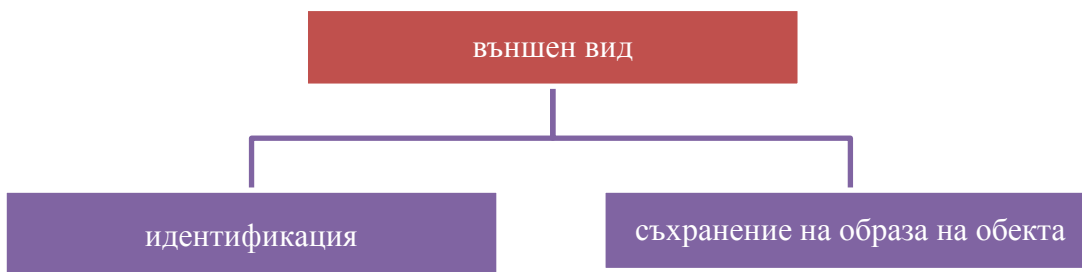 външен вид
идентификация
съхранение на образа на обекта